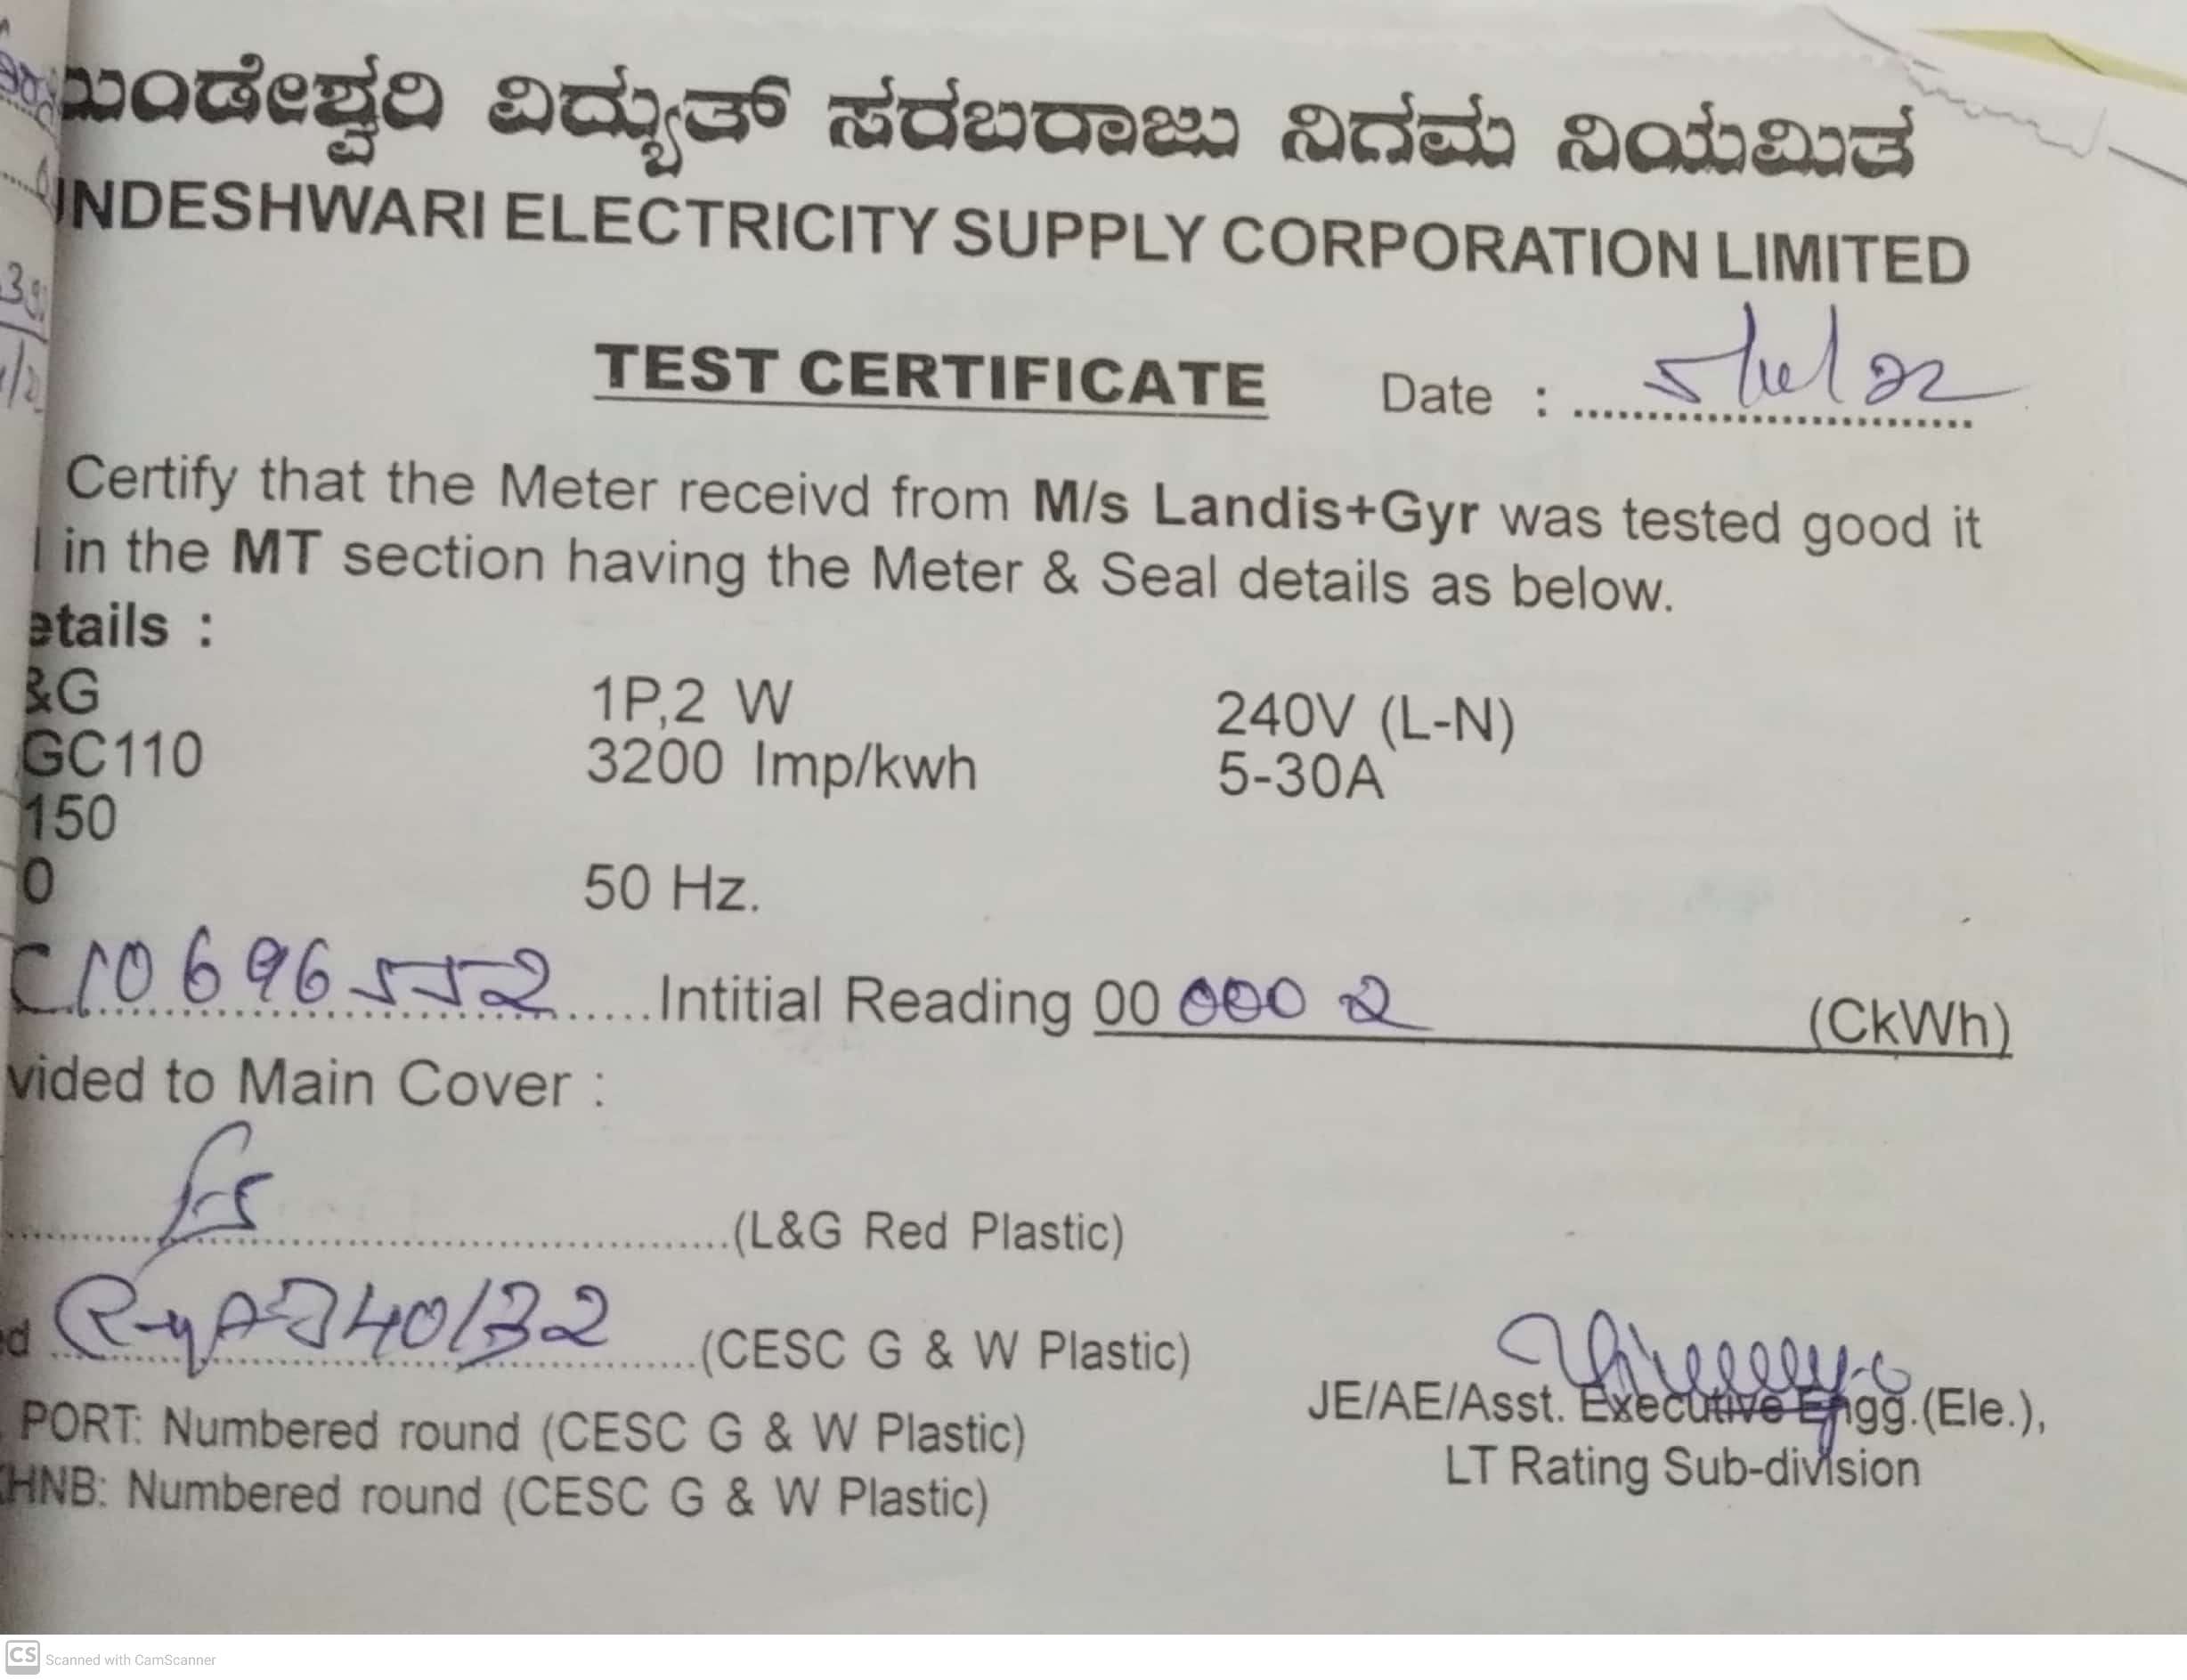 ಮುಂಡೇಶ್ವರಿ ವಿದ್ಯುತ್ ಸರಬರಾಜು ನಿಗಮ ನಿಯಮಿತ
UNDESHWARI ELECTRICITY SUPPLY CORPORATION LIMITED
TEST CERTIFICATE Date :
Certify that the Meter receivd from M/s Landis+Gyr was tested good it
in the MT section having the Meter & Seal details as below.
etails :
&G 1P,2 W 240V (L-N)
GC110 3200 Imp/kwh 5-30A
150
0 50 Hz.
C10696552 Intitial Reading 00 000 2 (CkWh)
vided to Main Cover :
(L&G Red Plastic)
ed (CESC G & W Plastic)
JE/AE/Asst. Executive Engg.(Ele.),
PORT: Numbered round (CESC G & W Plastic)
LT Rating Sub-division
HNB: Numbered round (CESC G & W Plastic)
CS Scanned with CamScanner